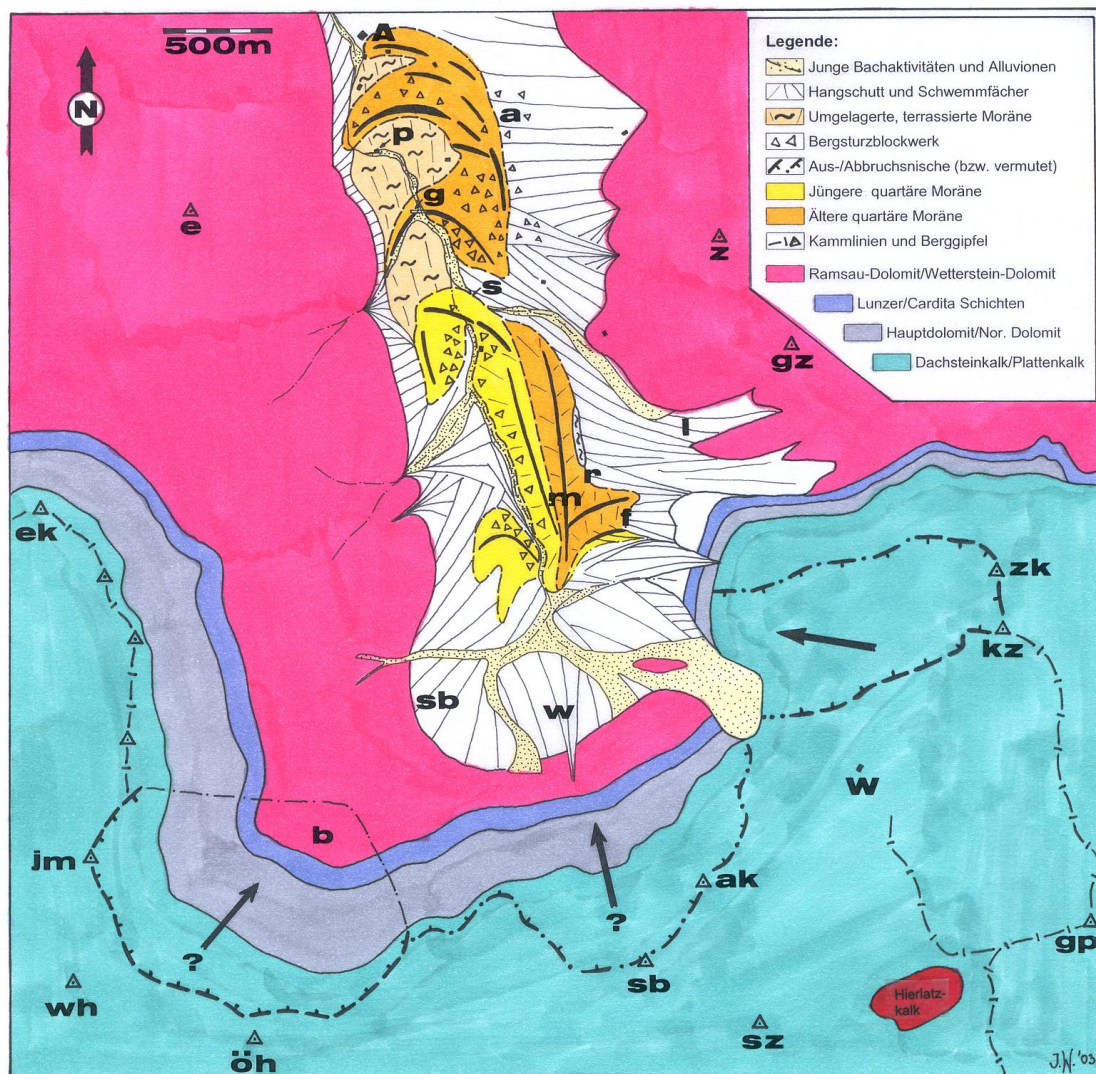 A
500m
N
Legende:
Junge Bachaktivitäten und Alluvionen
Hangschutt und Schwemmfächer
Umgelagerte, terrassierte Moräne
Bergsturzblockwerk
Aus-/Abbruchsnische (bzw. vermutet)
Jüngere quartäre Moräne
Ältere quartäre Moräne
Kammlinien und Berggipfel
Ramsau-Dolomit/Wetterstein-Dolomit
Lunzer/Cardita Schichten
Hauptdolomit/Nor. Dolomit
Dachsteinkalk/Plattenkalk
a
p
g
e
z
s
gz
l
r
m
f
ek
zk
kz
sb
w
w
b
jm
ak
?
?
gp
wh
sb
Hierlatz-
kalk
öh
sz
J.W.'03